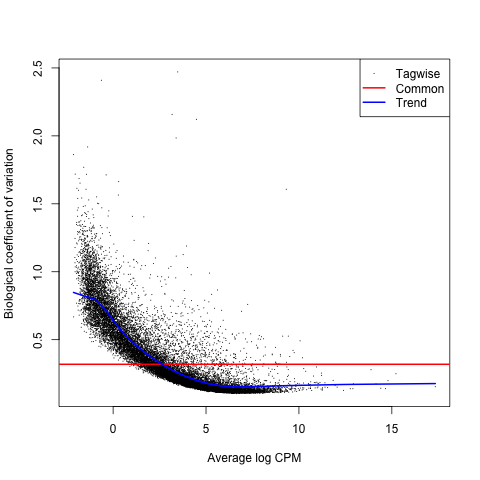 Tagwise
Common
Trend
Biological coefficient of variation
2.5
2.0
1.5
1.0
0.5
0
5
10
15
Average log CPM